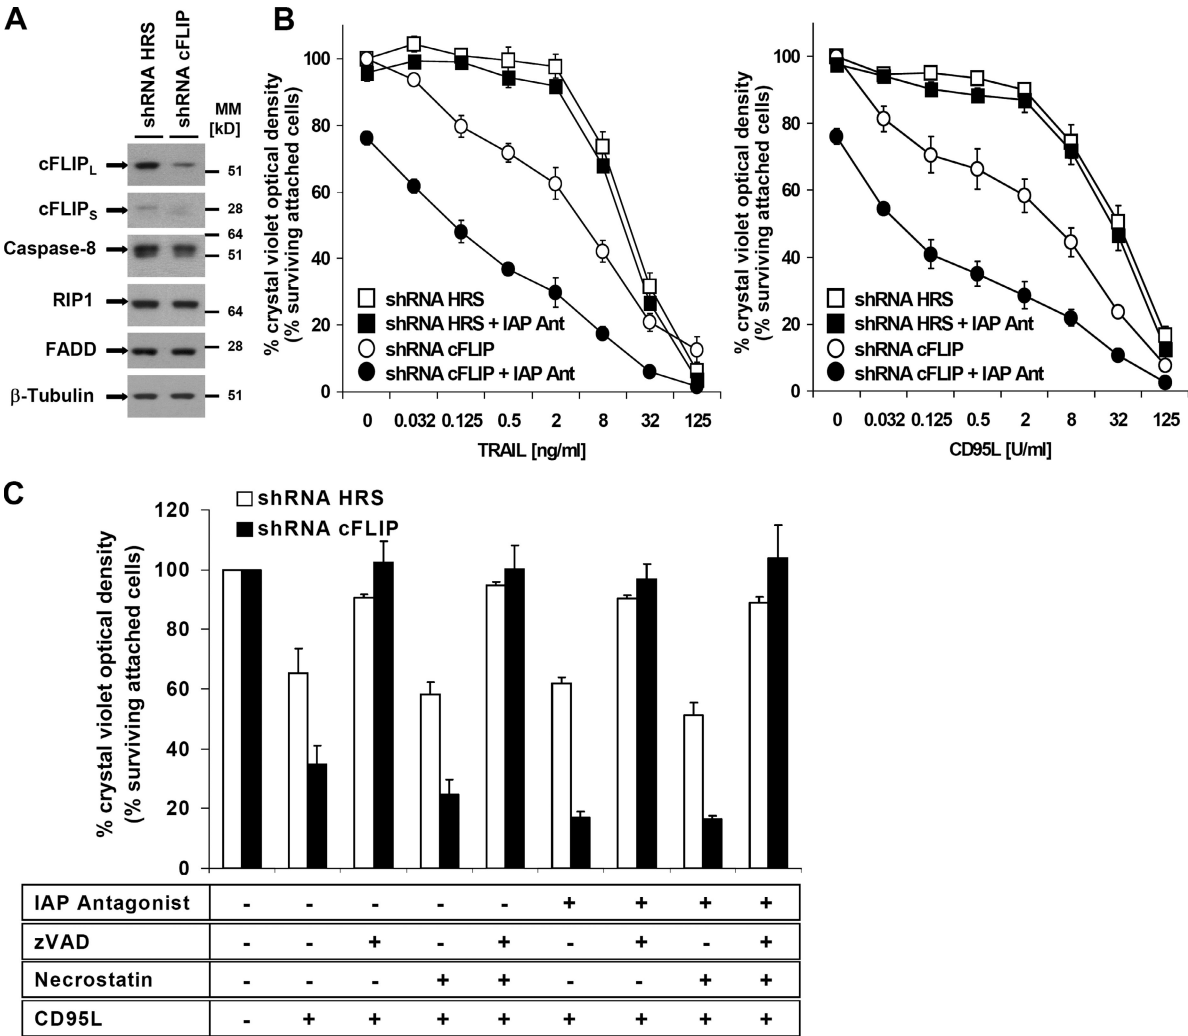 A
shRNA HRS
shRNA cFLIP
MM
[kD]
cFLIPL
51
cFLIPS
28
64
Caspase-8
51
RIP1
64
FADD
28
β-Tubulin
51
B
% crystal violet optical density
(% surviving attached cells)
100
80
60
40
20
0
shRNA HRS
shRNA HRS + IAP Ant
shRNA cFLIP
shRNA cFLIP + IAP Ant
0 0.032 0.125 0.5 2 8 32 125
TRAIL [ng/ml]
% crystal violet optical density
(% surviving attached cells)
100
80
60
40
20
0
shRNA HRS
shRNA HRS + IAP Ant
shRNA cFLIP
shRNA cFLIP + IAP Ant
0 0.032 0.125 0.5 2 8 32 125
CD95L [U/ml]
C
shRNA HRS
shRNA cFLIP
% crystal violet optical density
(% surviving attached cells)
120
100
80
60
40
20
0
IAP Antagonist - - - - - + + + +
zVAD - - + - + - + - +
Necrostatin - - - + + - - + +
CD95L - + + + + + + + +